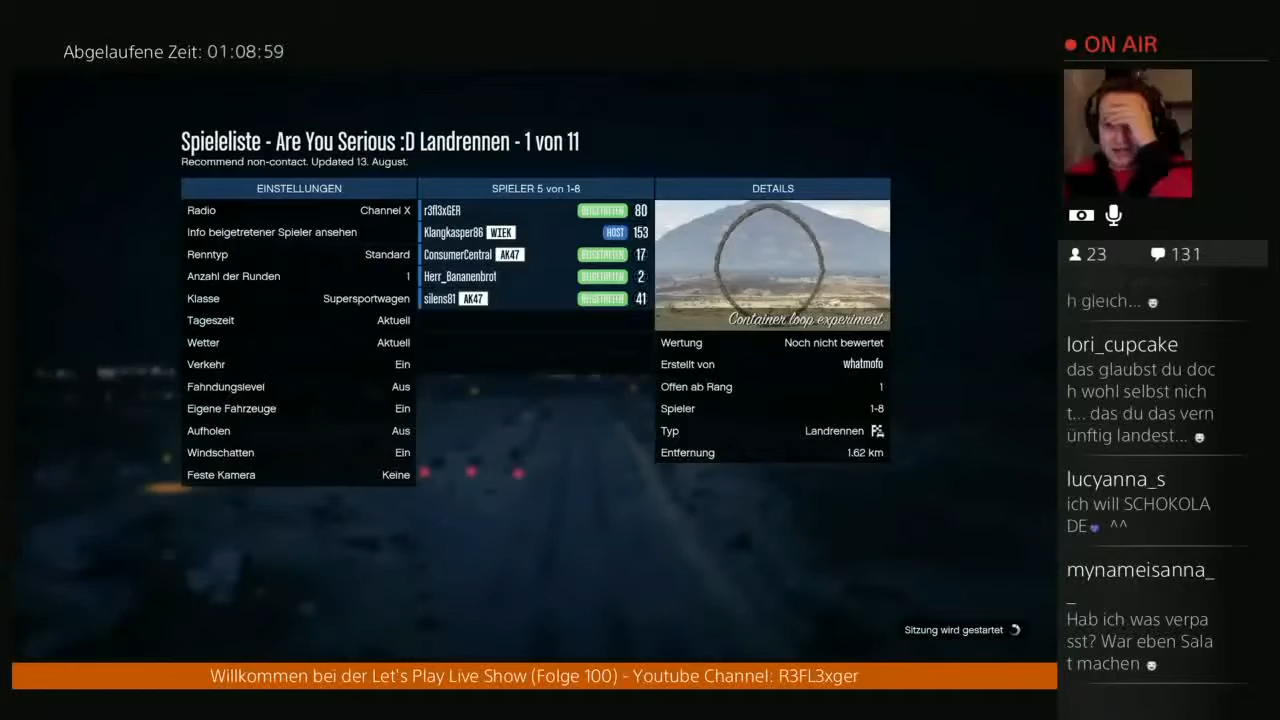 Abgelaufene Zeit: 01:08:59
ON AIR
Spieleliste - Are You Serious :D Landrennen - 1 von 11
Recommend non-contact. Updated 13. August.
EINSTELLUNGEN
Radio Channel X
Info beigetretener Spieler ansehen
Renntyp Standard
Anzahl der Runden 1
Klasse Supersportwagen
Tageszeit Aktuell
Wetter Aktuell
Verkehr Ein
Fahndungslevel Aus
Eigene Fahrzeuge Ein
Aufholen Aus
Windschatten Ein
Feste Kamera Keine
SPIELER 5 von 1-8
r3fl3xGER BEIGETRETEN 80
Klangkasper86 WIEK HOST 153
ConsumerCentral AK47 BEIGETRETEN 17
Herr_Bananenbrot BEIGETRETEN 2
silens81 AK47 BEIGETRETEN 41
DETAILS
Container loop experiment
Wertung Noch nicht bewertet
Erstellt von whatmofo
Offen ab Rang 1
Spieler 1-8
Typ Landrennen
Entfernung 1.62 km
Sitzung wird gestartet
Willkommen bei der Let's Play Live Show (Folge 100) - Youtube Channel: R3FL3xger
23 131
h gleich...
lori_cupcake
das glaubst du doc
h wohl selbst nich
t... das du das vern
ünftig landest...
lucyanna_s
ich will SCHOKOLA
DE ^^
mynameisanna_
_
Hab ich was verpa
sst? War eben Sala
t machen